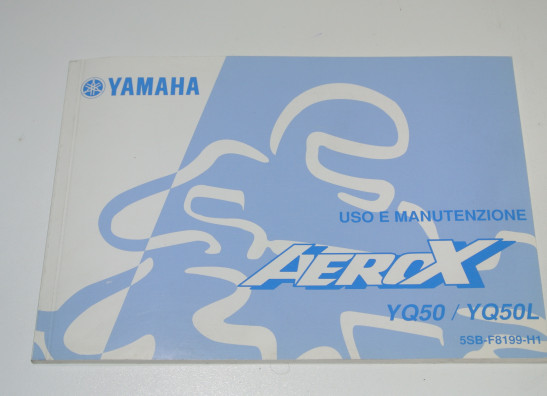 YAMAHA
USO E MANUTENZIONE
AEROX
YQ50 / YQ50L
5SB-F8199-H1